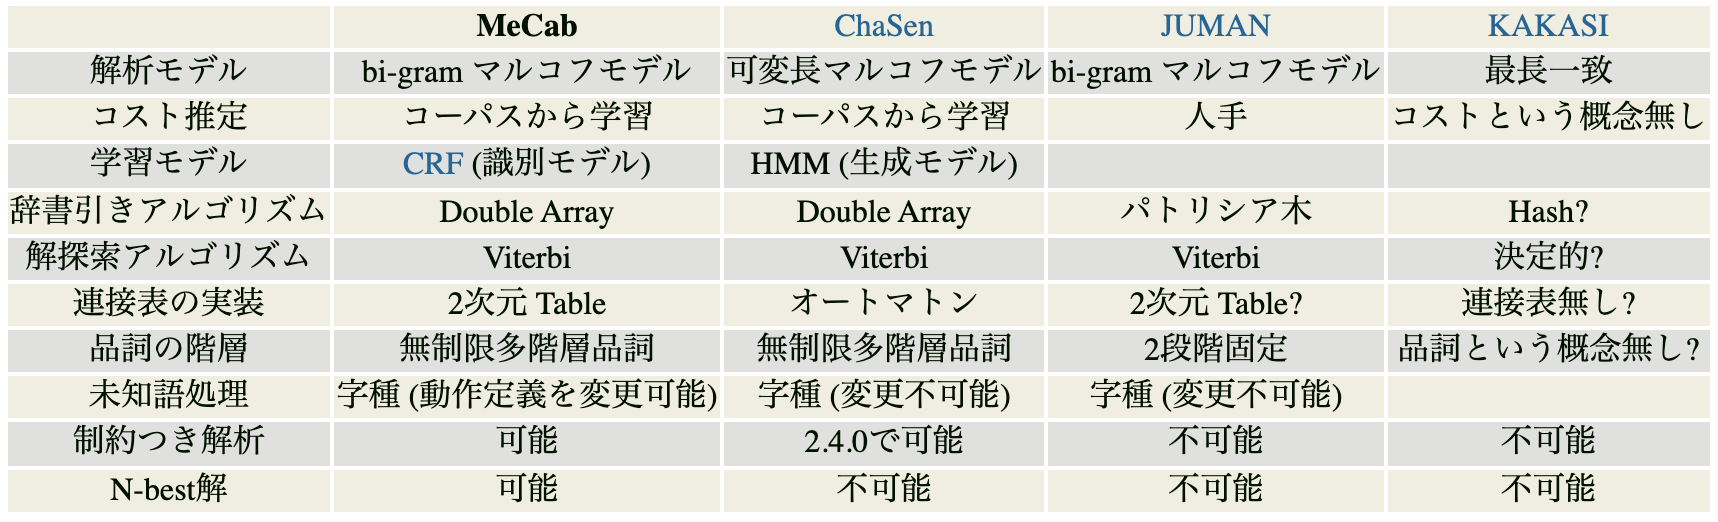 MeCab ChaSen JUMAN KAKASI
解析モデル bi-gram マルコフモデル 可変長マルコフモデル bi-gram マルコフモデル 最長一致
コスト推定 コーパスから学習 コーパスから学習 人手 コストという概念無し
学習モデル CRF (識別モデル) HMM (生成モデル)
辞書引きアルゴリズム Double Array Double Array パトリシア木 Hash?
解探索アルゴリズム Viterbi Viterbi Viterbi 決定的?
連接表の実装 2次元 Table オートマトン 2次元 Table? 連接表無し?
品詞の階層 無制限多階層品詞 無制限多階層品詞 2段階固定 品詞という概念無し?
未知語処理 字種 (動作定義を変更可能) 字種 (変更不可能) 字種 (変更不可能)
制約つき解析 可能 2.4.0で可能 不可能 不可能
N-best解 可能 不可能 不可能 不可能